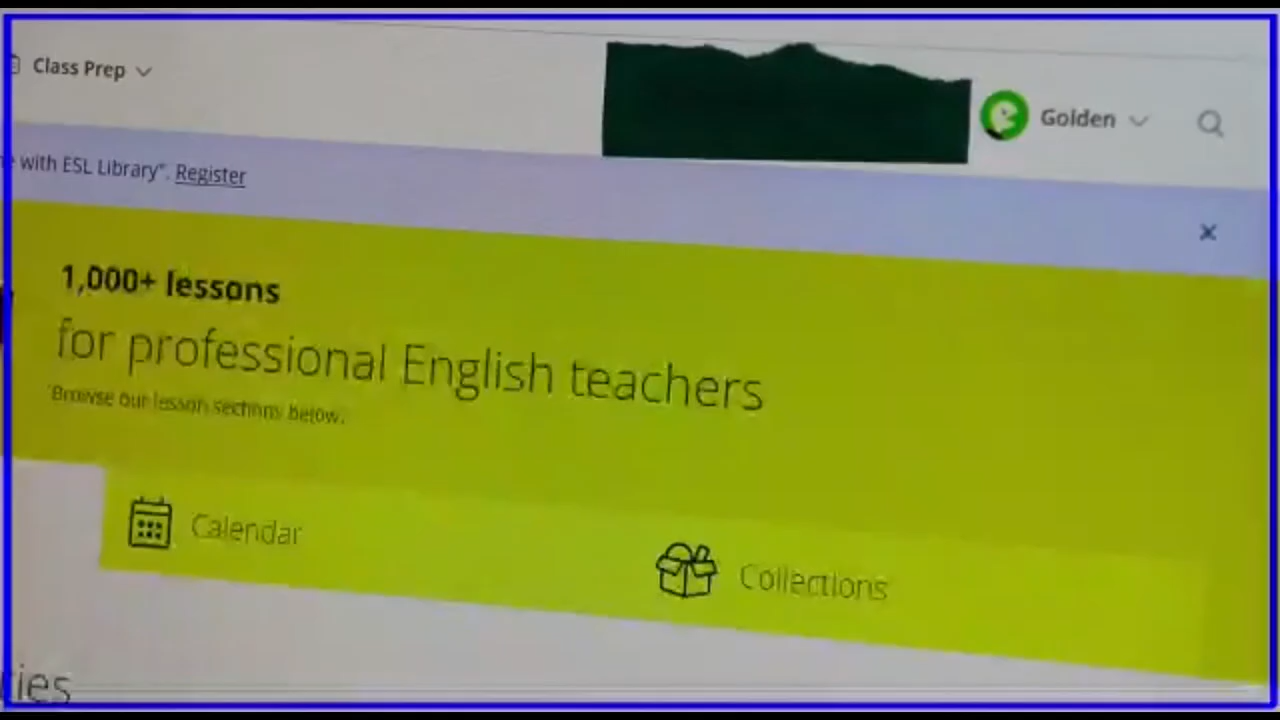 Class Prep
Golden
with ESL Library". Register
1,000+ lessons
for professional English teachers
Browse our lesson sections below.
Calendar
Collections